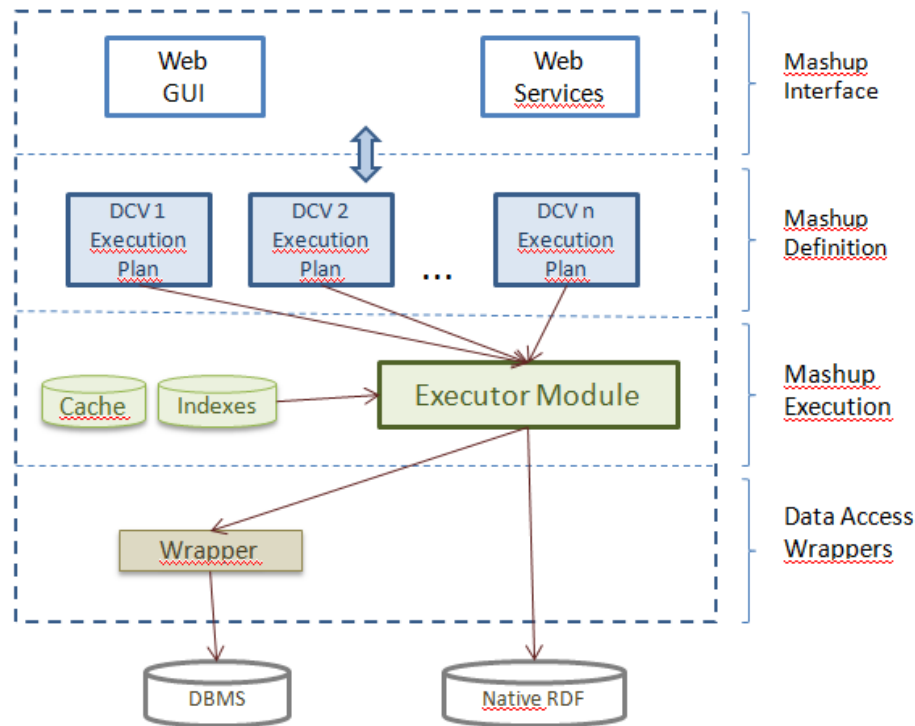 Web
GUI
Web
Services
Mashup
Interface
DCV 1
Execution
Plan
DCV 2
Execution
Plan
...
DCV n
Execution
Plan
Mashup
Definition
Cache
Indexes
Executor Module
Mashup
Execution
Wrapper
Data Access
Wrappers
DBMS
Native RDF